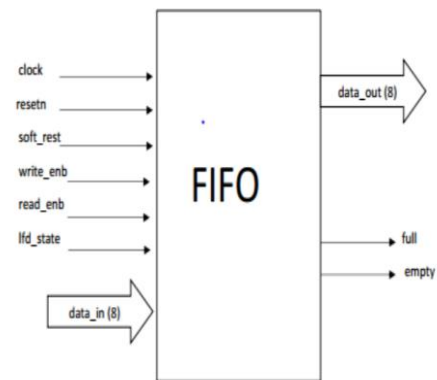 clock
resetn
soft_rest
write_enb
read_enb
lfd_state
data_in (8)
FIFO
data_out (8)
full
empty